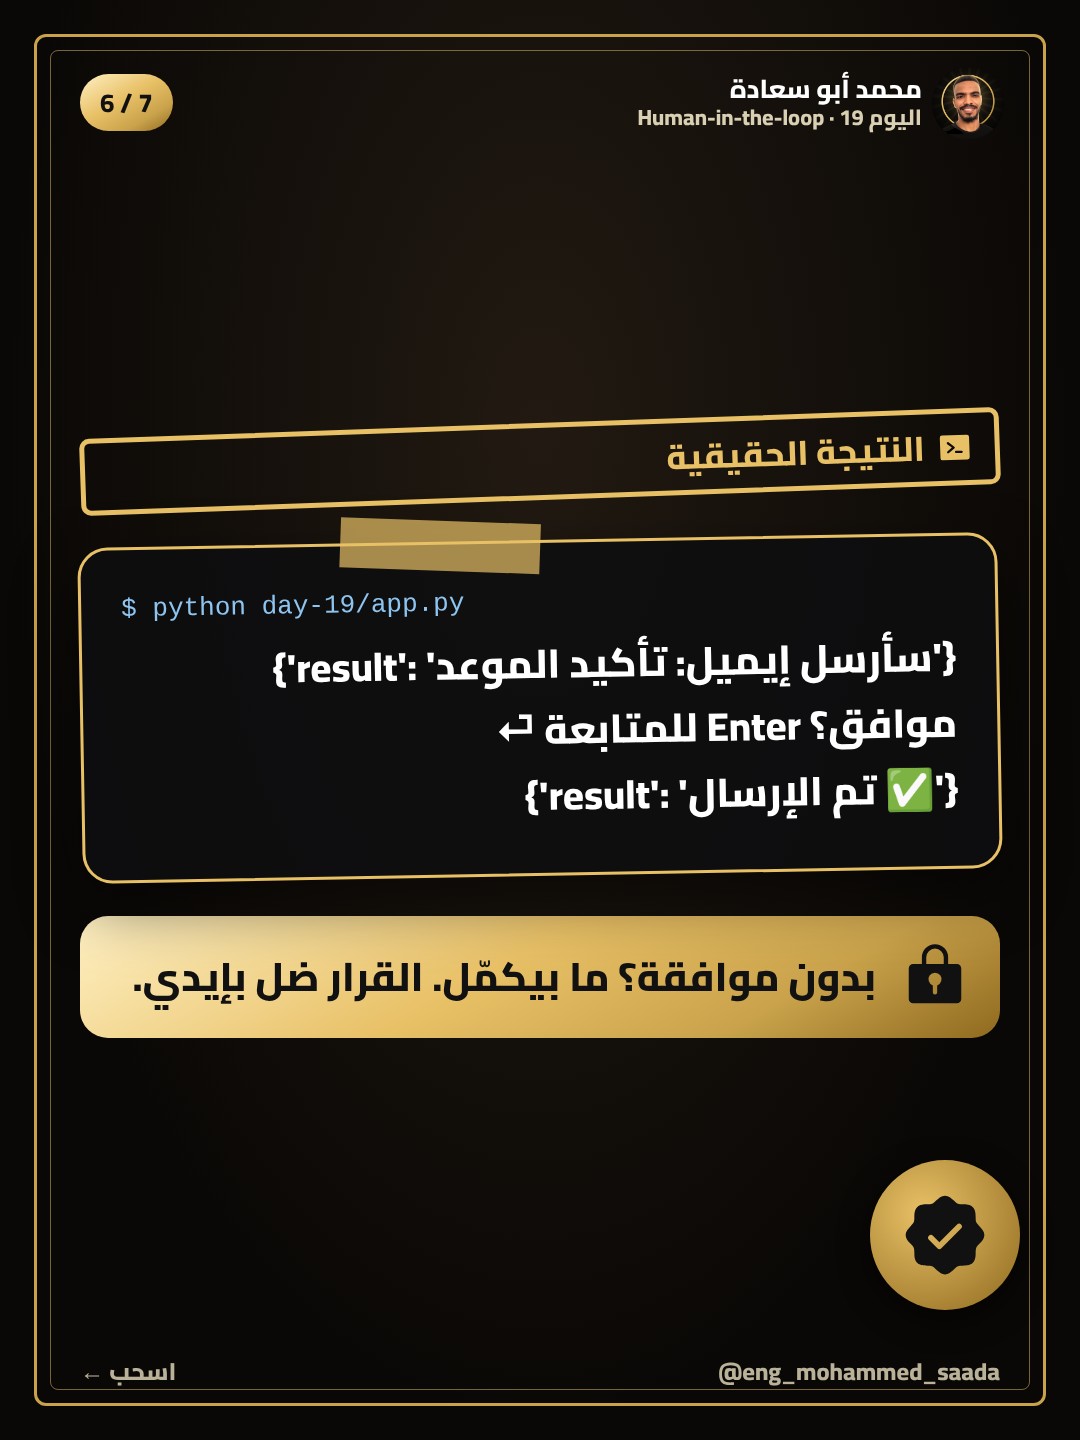 محمد أبو سعادة
اليوم 19 · Human-in-the-loop
6 / 7
النتيجة الحقيقية
$ python day-19/app.py
{'result': 'سأرسل إيميل: تأكيد الموعد'}
موافق؟ Enter للمتابعة ⏎
{'result': '✅ تم الإرسال'}
بدون موافقة؟ ما بيكمّل. القرار ضل بإيدي.
@eng_mohammed_saada
اسحب ←